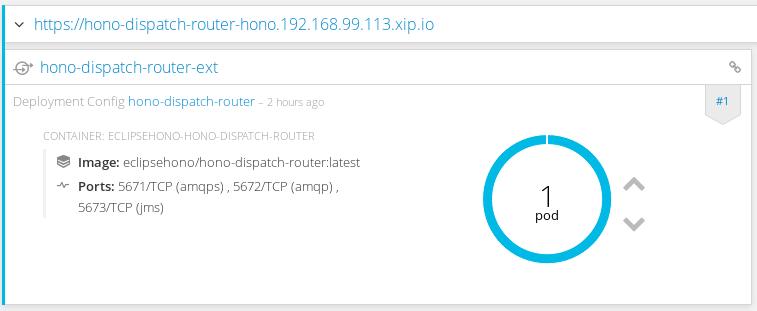 https://hono-dispatch-router-hono.192.168.99.113.xip.io
hono-dispatch-router-ext
Deployment Config hono-dispatch-router – 2 hours ago
#1
CONTAINER: ECLIPSEHONO-HONO-DISPATCH-ROUTER
Image: eclipsehono/hono-dispatch-router:latest
Ports: 5671/TCP (amqps) , 5672/TCP (amqp) ,
5673/TCP (jms)
1
pod